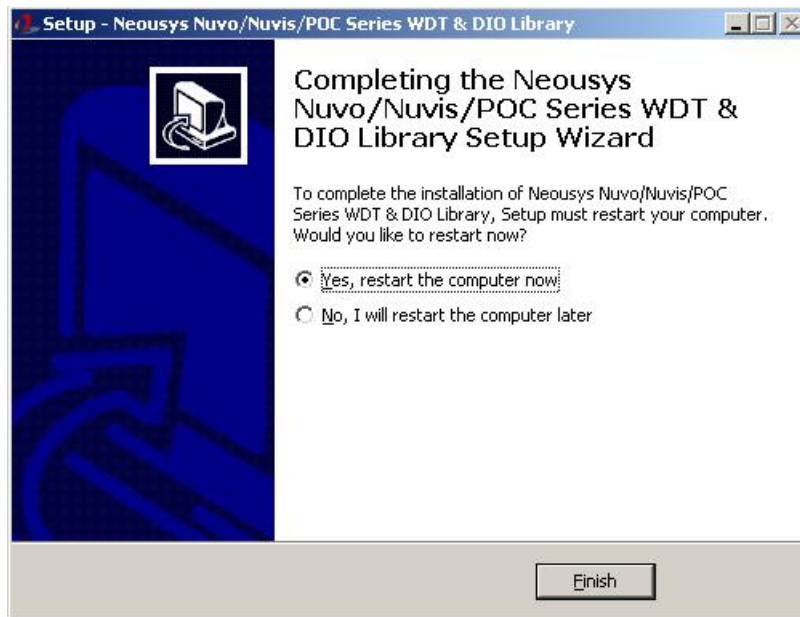 Setup - Neousys Nuvo/Nuvis/POC Series WDT & DIO Library
Completing the Neousys
Nuvo/Nuvis/POC Series WDT &
DIO Library Setup Wizard
To complete the installation of Neousys Nuvo/Nuvis/POC
Series WDT & DIO Library, Setup must restart your computer.
Would you like to restart now?
Yes, restart the computer now
No, I will restart the computer later
Finish